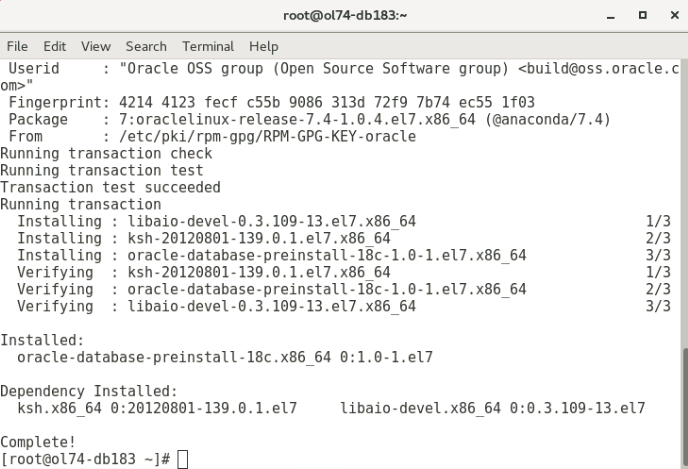 root@ol74-db183:~
File Edit View Search Terminal Help
Userid     : "Oracle OSS group (Open Source Software group) <build@oss.oracle.c
om>"
Fingerprint: 4214 4123 fecf c55b 9086 313d 72f9 7b74 ec55 1f03
Package    : 7:oraclelinux-release-7.4-1.0.4.el7.x86_64 (@anaconda/7.4)
From       : /etc/pki/rpm-gpg/RPM-GPG-KEY-oracle
Running transaction check
Running transaction test
Transaction test succeeded
Running transaction
  Installing : libaio-devel-0.3.109-13.el7.x86_64                           1/3
  Installing : ksh-20120801-139.0.1.el7.x86_64                              2/3
  Installing : oracle-database-preinstall-18c-1.0-1.el7.x86_64              3/3
  Verifying  : ksh-20120801-139.0.1.el7.x86_64                              1/3
  Verifying  : oracle-database-preinstall-18c-1.0-1.el7.x86_64              2/3
  Verifying  : libaio-devel-0.3.109-13.el7.x86_64                           3/3
Installed:
  oracle-database-preinstall-18c.x86_64 0:1.0-1.el7
Dependency Installed:
  ksh.x86_64 0:20120801-139.0.1.el7     libaio-devel.x86_64 0:0.3.109-13.el7
Complete!
[root@ol74-db183 ~]#